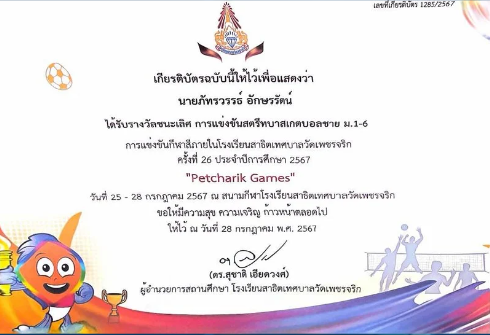 เลขที่เกียรติบัตร 1285/2567
เกียรติบัตรฉบับนี้ให้ไว้เพื่อแสดงว่า
นายภัทรวรรธ์ อักษรรัตน์
ได้รับรางวัลชนะเลิศ การแข่งขันสตรีทบาสเกตบอลชาย ม.1-6
การแข่งขันกีฬาสีภายในโรงเรียนสาธิตเทศบาลวัดเพชรจริก
ครั้งที่ 26 ประจำปีการศึกษา 2567
"Petcharik Games"
วันที่ 25 - 28 กรกฎาคม 2567 ณ สนามกีฬาโรงเรียนสาธิตเทศบาลวัดเพชรจริก
ขอให้มีความสุข ความเจริญ ก้าวหน้าตลอดไป
ให้ไว้ ณ วันที่ 28 กรกฎาคม พ.ศ. 2567
(ดร.สุชาติ เอียดวงศ์)
ผู้อำนวยการสถานศึกษา โรงเรียนสาธิตเทศบาลวัดเพชรจริก